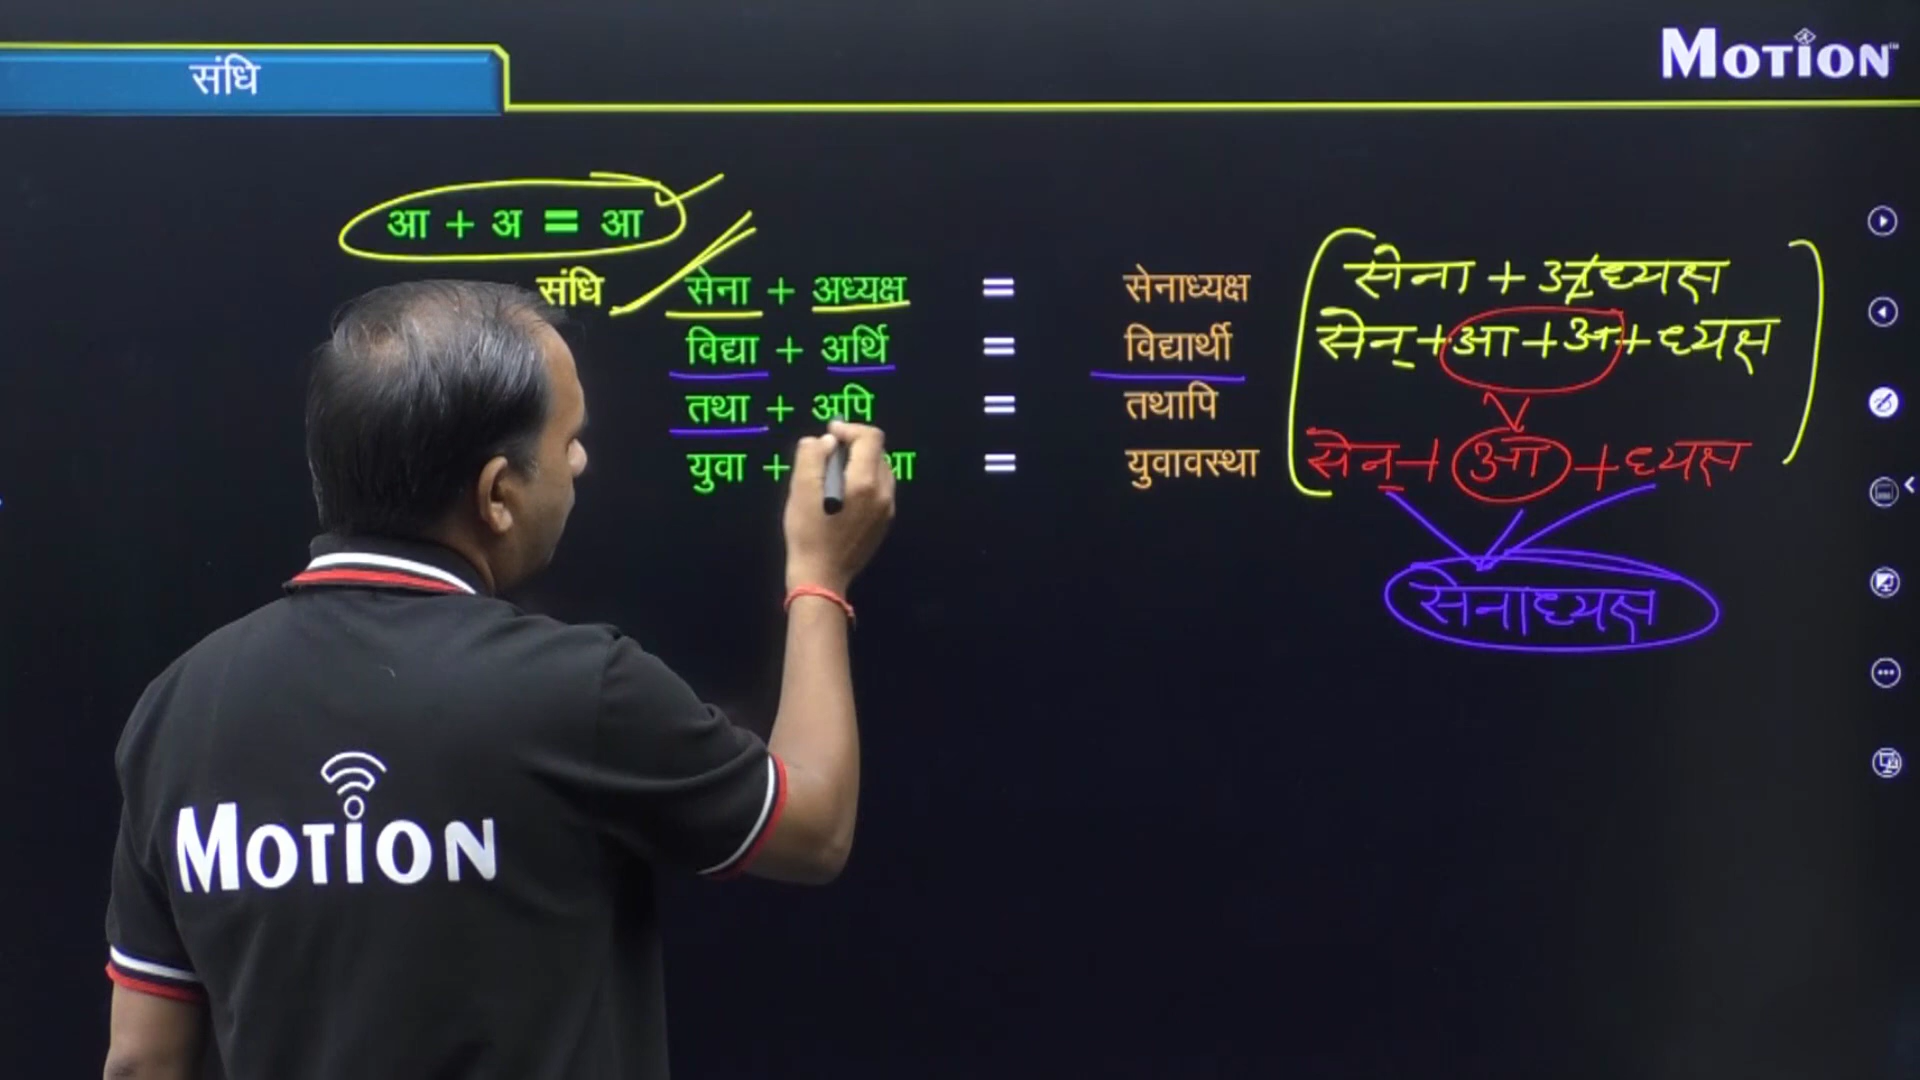 संधि
MOTION
आ + अ = आ
संधि सेना + अध्यक्ष = सेनाध्यक्ष
विद्या + अर्थि = विद्यार्थी
तथा + अपि = तथापि
युवा + = युवावस्था
सेना + अध्यक्ष
सेन् + आ + अ + ध्यक्ष
सेन् + आ + ध्यक्ष
सेनाध्यक्ष
MOTION